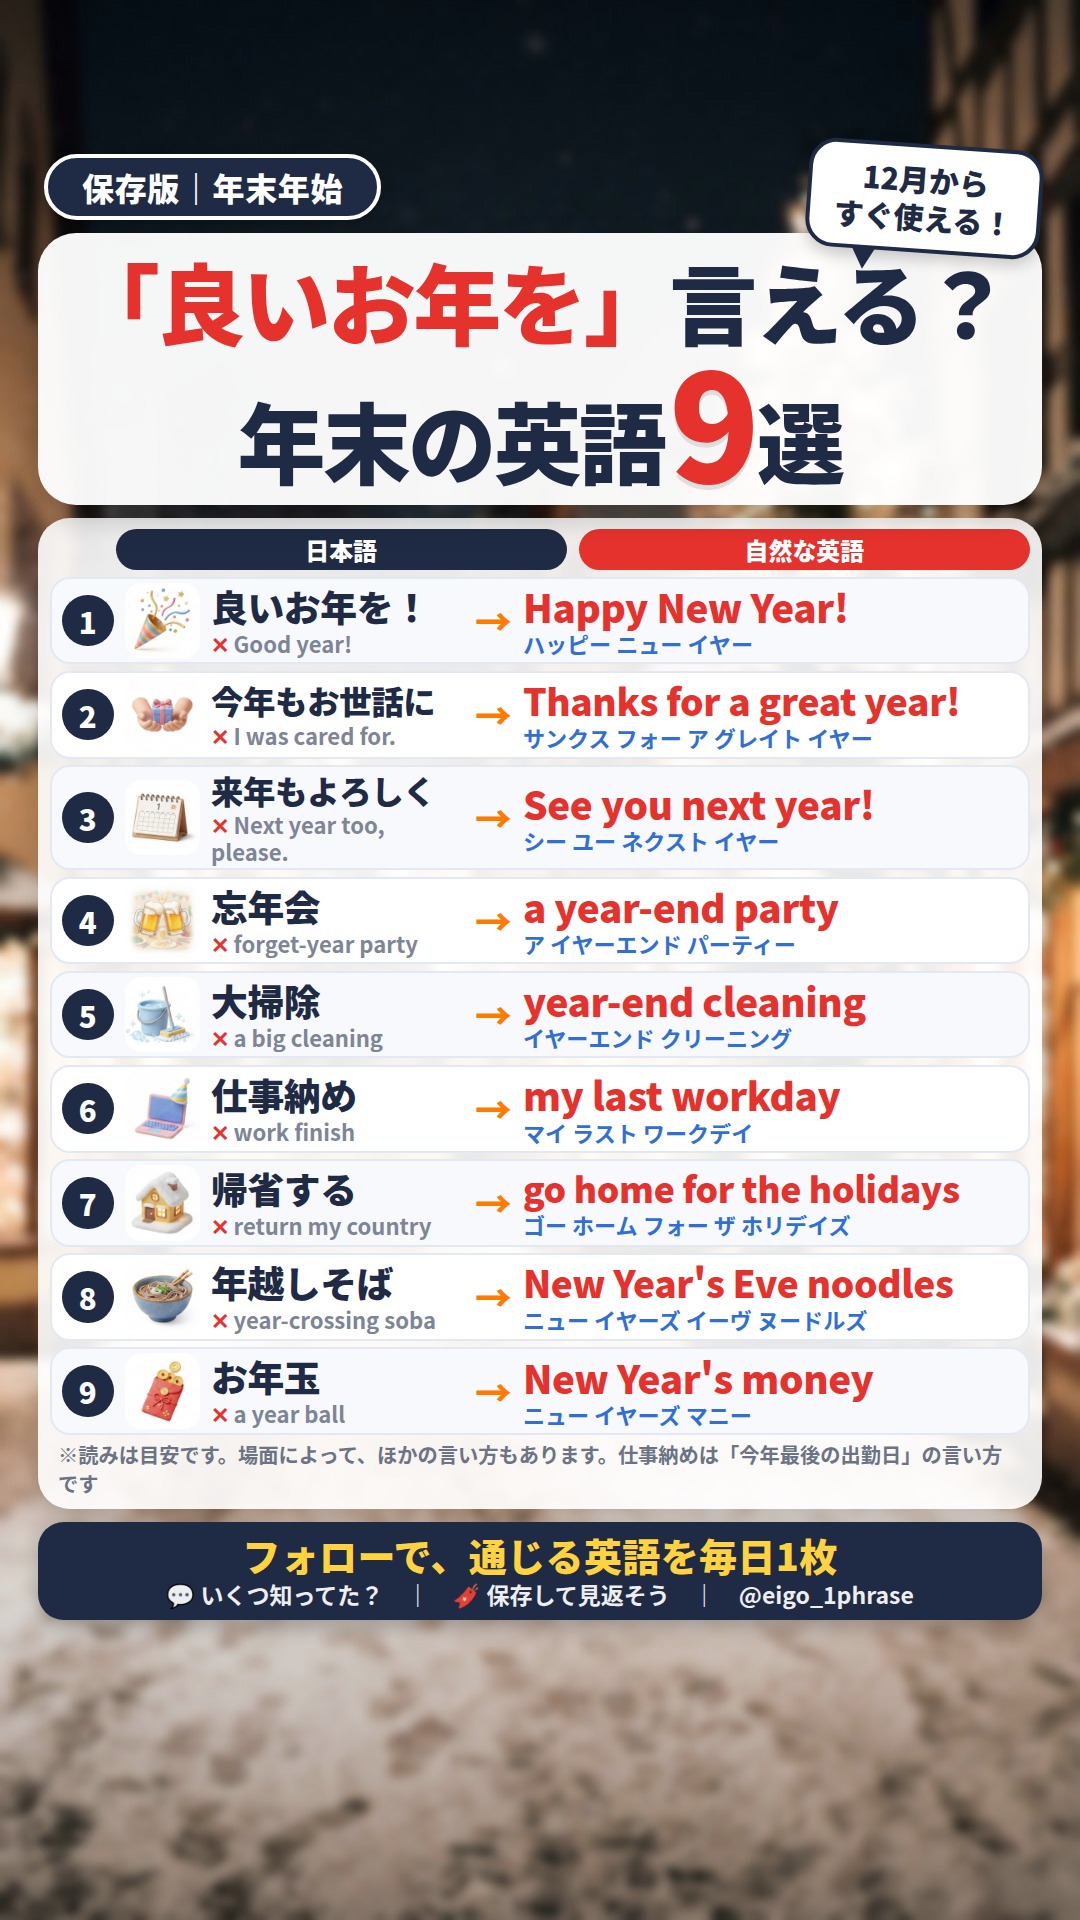 保存版｜年末年始
12月から
すぐ使える！
「良いお年を」言える？
年末の英語9選
日本語
自然な英語
1 良いお年を！ → Happy New Year!
× Good year! ハッピー ニュー イヤー
2 今年もお世話に → Thanks for a great year!
× I was cared for. サンクス フォー ア グレイト イヤー
3 来年もよろしく → See you next year!
× Next year too, シー ユー ネクスト イヤー
please.
4 忘年会 → a year-end party
× forget-year party ア イヤーエンド パーティー
5 大掃除 → year-end cleaning
× a big cleaning イヤーエンド クリーニング
6 仕事納め → my last workday
× work finish マイ ラスト ワークデイ
7 帰省する → go home for the holidays
× return my country ゴー ホーム フォー ザ ホリデイズ
8 年越しそば → New Year's Eve noodles
× year-crossing soba ニュー イヤーズ イーヴ ヌードルズ
9 お年玉 → New Year's money
× a year ball ニュー イヤーズ マニー
※読みは目安です。場面によって、ほかの言い方もあります。仕事納めは「今年最後の出勤日」の言い方
です
フォローで、通じる英語を毎日1枚
💬 いくつ知ってた？ ｜ 🔖 保存して見返そう ｜ @eigo_1phrase